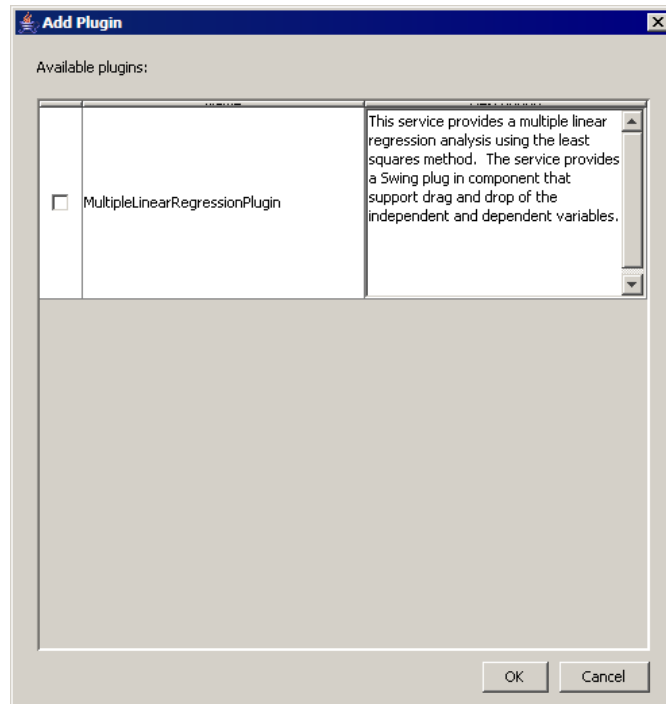 Add Plugin
Available plugins:
MultipleLinearRegressionPlugin
This service provides a multiple linear
regression analysis using the least
squares method.  The service provides
a Swing plug in component that
support drag and drop of the
independent and dependent variables.
OK
Cancel